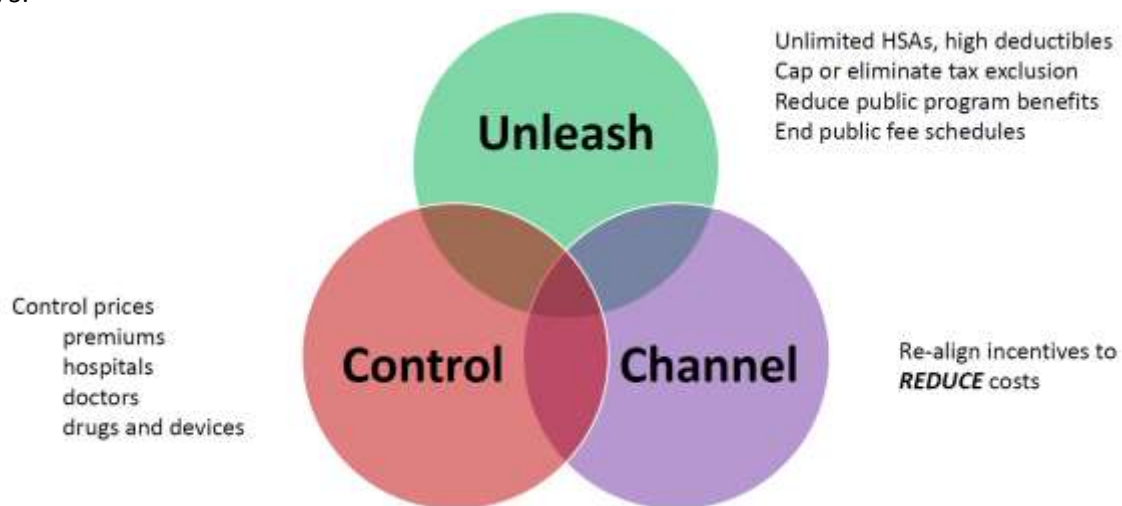 Unlimited HSAs, high deductibles
Cap or eliminate tax exclusion
Reduce public program benefits
End public fee schedules
Unleash
Control prices
premiums
hospitals
doctors
drugs and devices
Control
Channel
Re-align incentives to
REDUCE costs